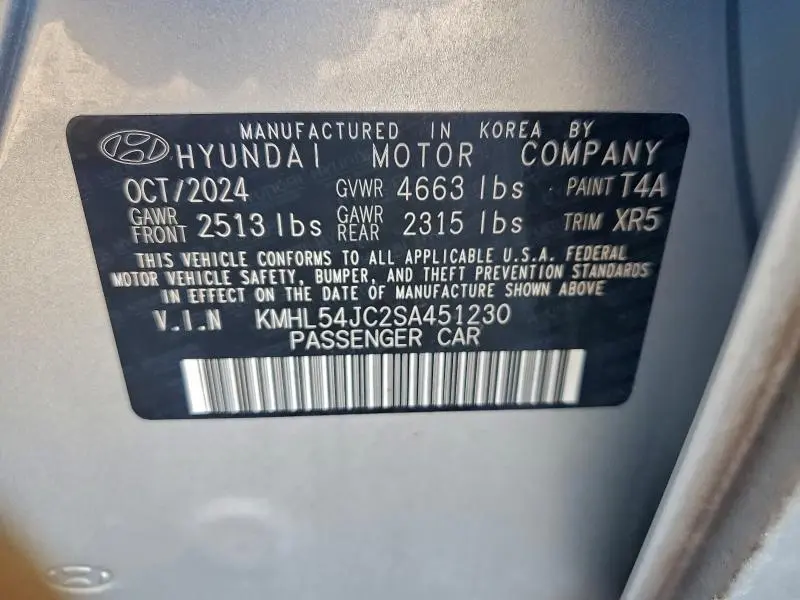 MANUFACTURED IN KOREA BY
HYUNDAI MOTOR COMPANY
OCT/2024 GVWR 4663 lbs PAINT T4A
GAWR FRONT 2513 lbs GAWR REAR 2315 lbs TRIM XR5
THIS VEHICLE CONFORMS TO ALL APPLICABLE U.S.A. FEDERAL
MOTOR VEHICLE SAFETY, BUMPER, AND THEFT PREVENTION STANDARDS
IN EFFECT ON THE DATE OF MANUFACTURE SHOWN ABOVE
V.I.N KMHL54JC2SA451230
PASSENGER CAR